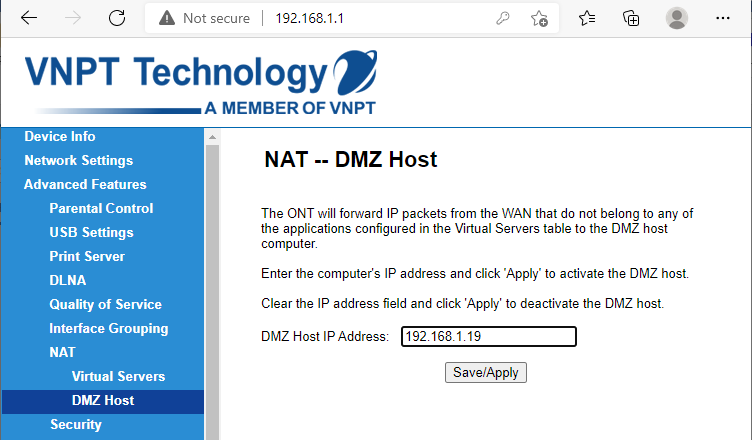 Not secure | 192.168.1.1
VNPT Technology
A MEMBER OF VNPT
Device Info
Network Settings
Advanced Features
Parental Control
USB Settings
Print Server
DLNA
Quality of Service
Interface Grouping
NAT
Virtual Servers
DMZ Host
Security
NAT -- DMZ Host
The ONT will forward IP packets from the WAN that do not belong to any of
the applications configured in the Virtual Servers table to the DMZ host
computer.
Enter the computer's IP address and click 'Apply' to activate the DMZ host.
Clear the IP address field and click 'Apply' to deactivate the DMZ host.
DMZ Host IP Address: 192.168.1.19
Save/Apply